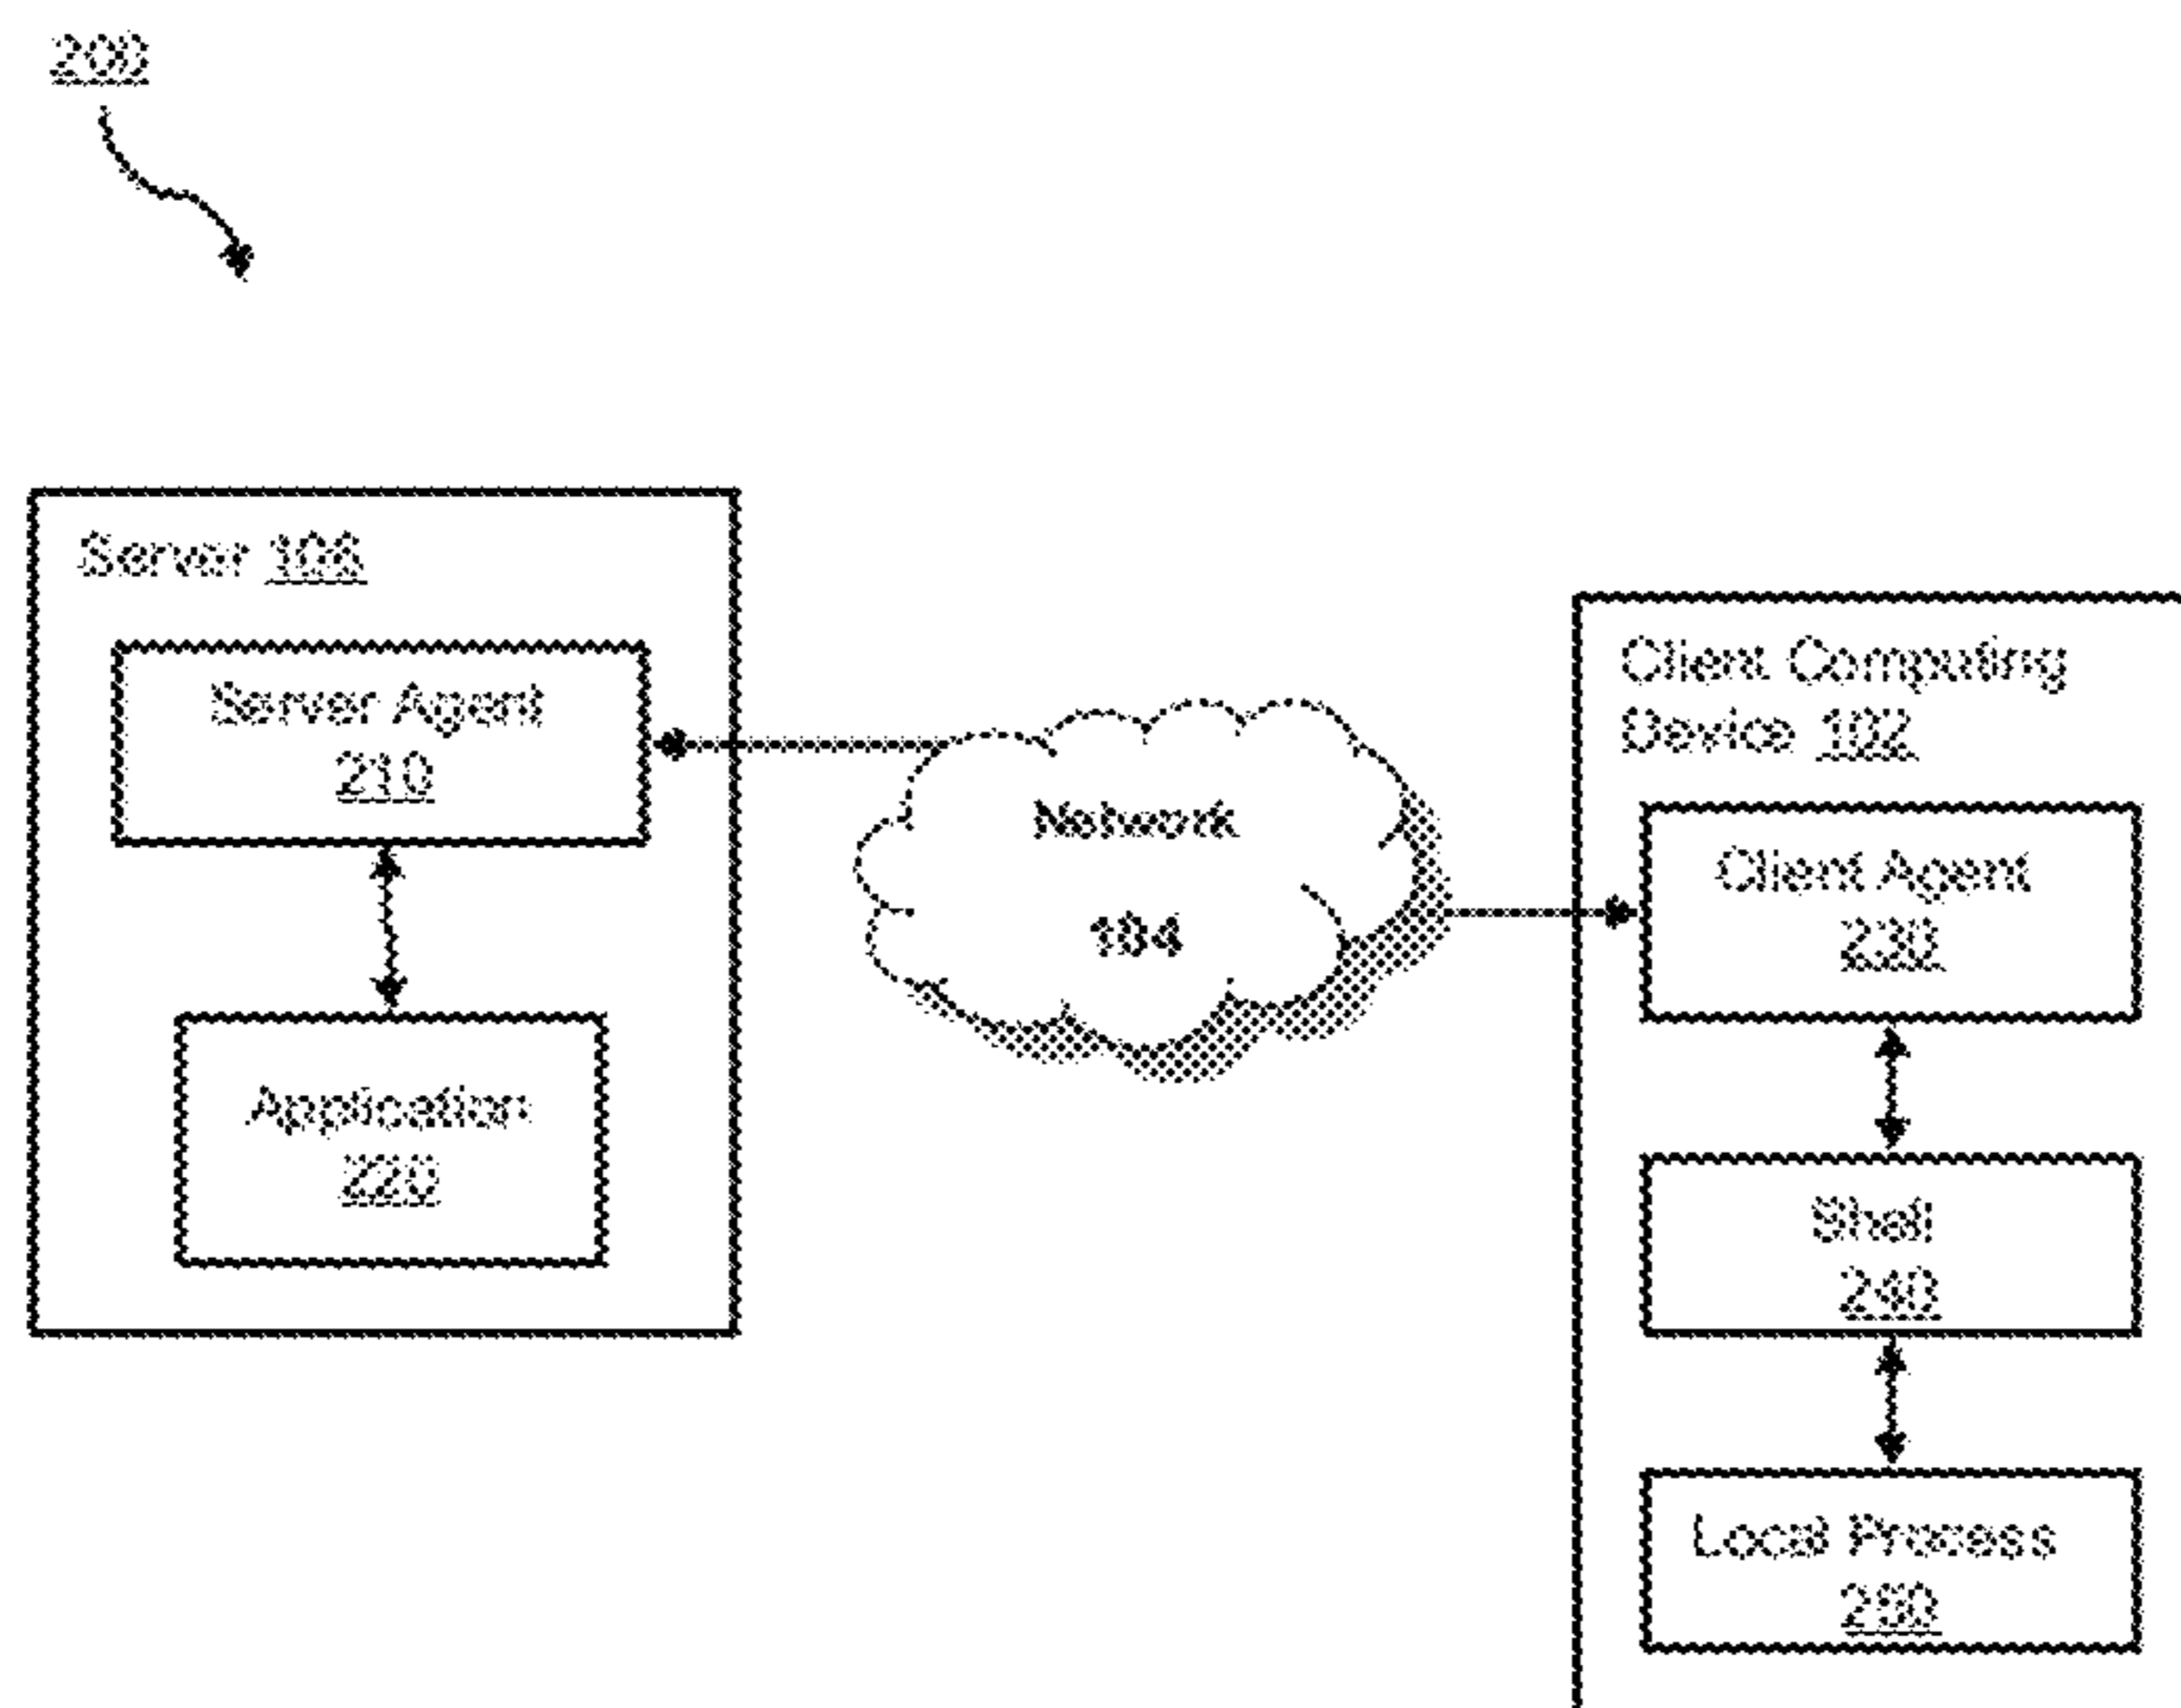 200
Server 106
Server Agent
210
Application
220
Network
104
Client Computing
Device 102
Client Agent
230
Shell
240
Local Process
250